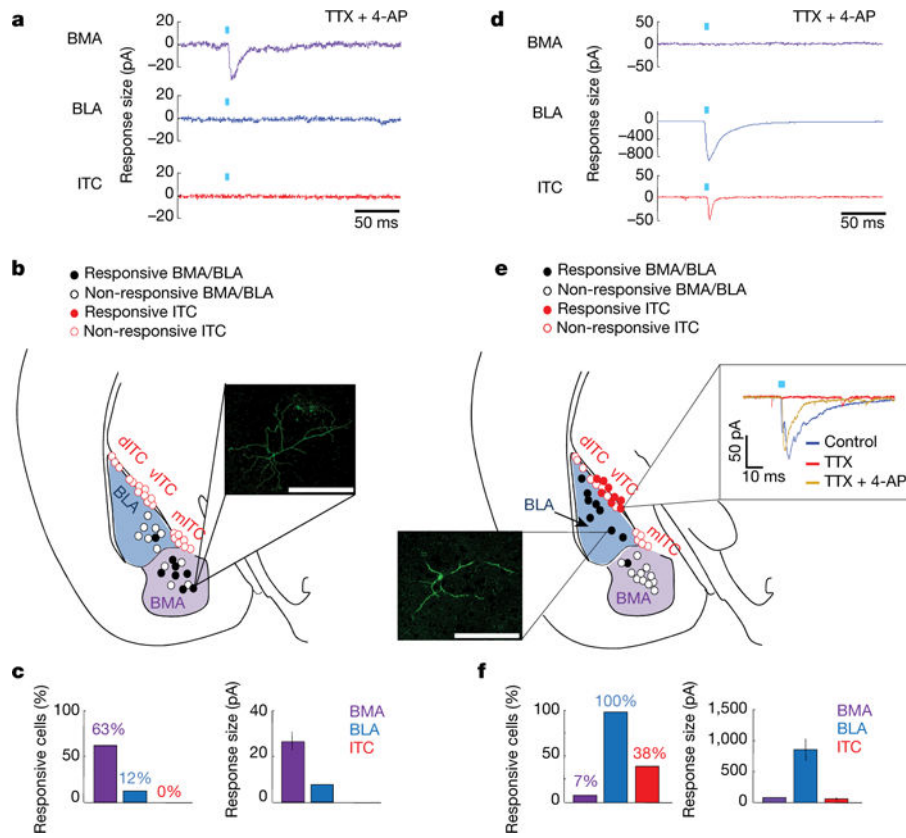 a
TTX + 4-AP
BMA
BLA
ITC
Response size (pA)
20
0
−20
20
0
−20
20
0
−20
50 ms
d
TTX + 4-AP
BMA
BLA
ITC
Response size (pA)
50
0
−50
0
−400
−800
50
0
−50
50 ms
b
Responsive BMA/BLA
Non-responsive BMA/BLA
Responsive ITC
Non-responsive ITC
dITC
vITC
BLA
mITC
BMA
e
Responsive BMA/BLA
Non-responsive BMA/BLA
Responsive ITC
Non-responsive ITC
dITC
vITC
BLA
mITC
BMA
50 pA
10 ms
Control
TTX
TTX + 4-AP
c
Responsive cells (%)
100
50
0
63%
12%
0%
Response size (pA)
40
20
0
BMA
BLA
ITC
f
Responsive cells (%)
100
50
0
7%
100%
38%
Response size (pA)
1,500
1,000
500
0
BMA
BLA
ITC